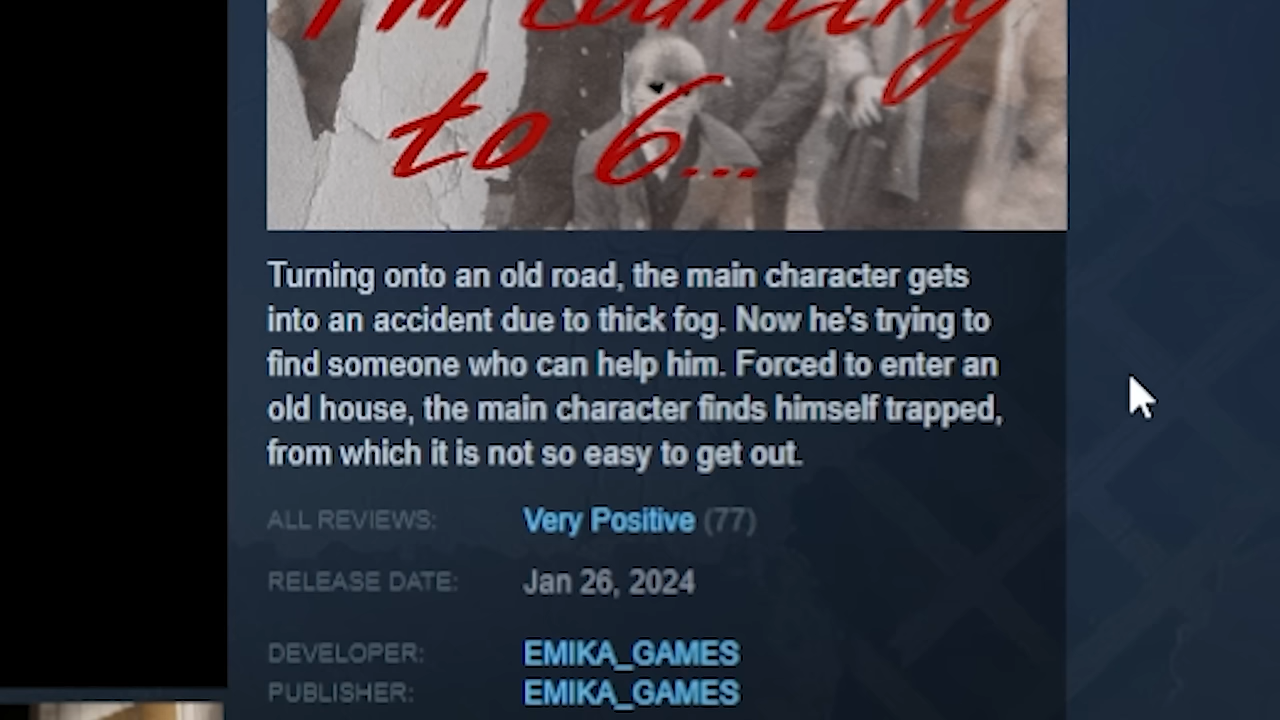 I'm counting
to 6...
Turning onto an old road, the main character gets
into an accident due to thick fog. Now he's trying to
find someone who can help him. Forced to enter an
old house, the main character finds himself trapped,
from which it is not so easy to get out.
ALL REVIEWS: Very Positive (77)
RELEASE DATE: Jan 26, 2024
DEVELOPER: EMIKA_GAMES
PUBLISHER: EMIKA_GAMES